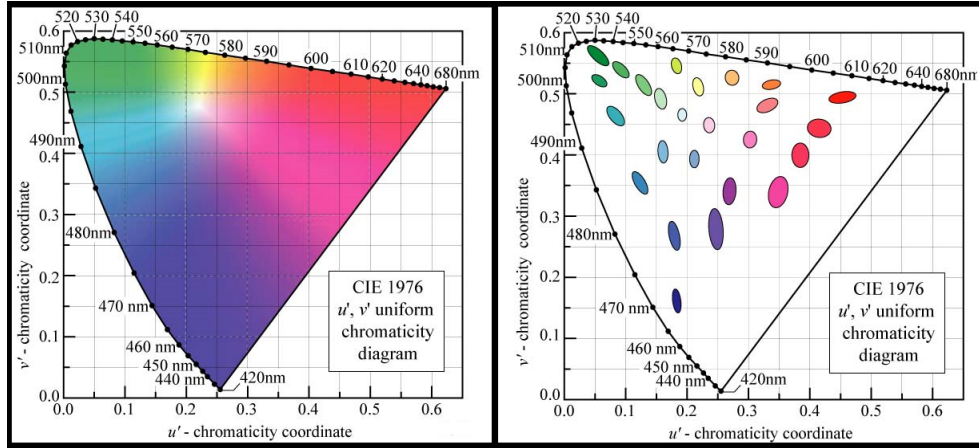 520 530 540
550
560
570
580
590
600
610
620
640
680nm
510nm
500nm
490nm
480nm
470 nm
460 nm
450 nm
440 nm
420nm
0.6
0.5
0.4
0.3
0.2
0.1
0.0
0.0 0.1 0.2 0.3 0.4 0.5 0.6
v' - chromaticity coordinate
u' - chromaticity coordinate
CIE 1976
u', v' uniform
chromaticity
diagram
520 530 540
550
560
570
580
590
600
610
620
640
680nm
510nm
500nm
490nm
480nm
470nm
460 nm
450nm
440nm
420nm
0.6
0.5
0.4
0.3
0.2
0.1
0.0
0.0 0.1 0.2 0.3 0.4 0.5 0.6
v' - chromaticity coordinate
u' - chromaticity coordinate
CIE 1976
u', v' uniform
chromaticity
diagram